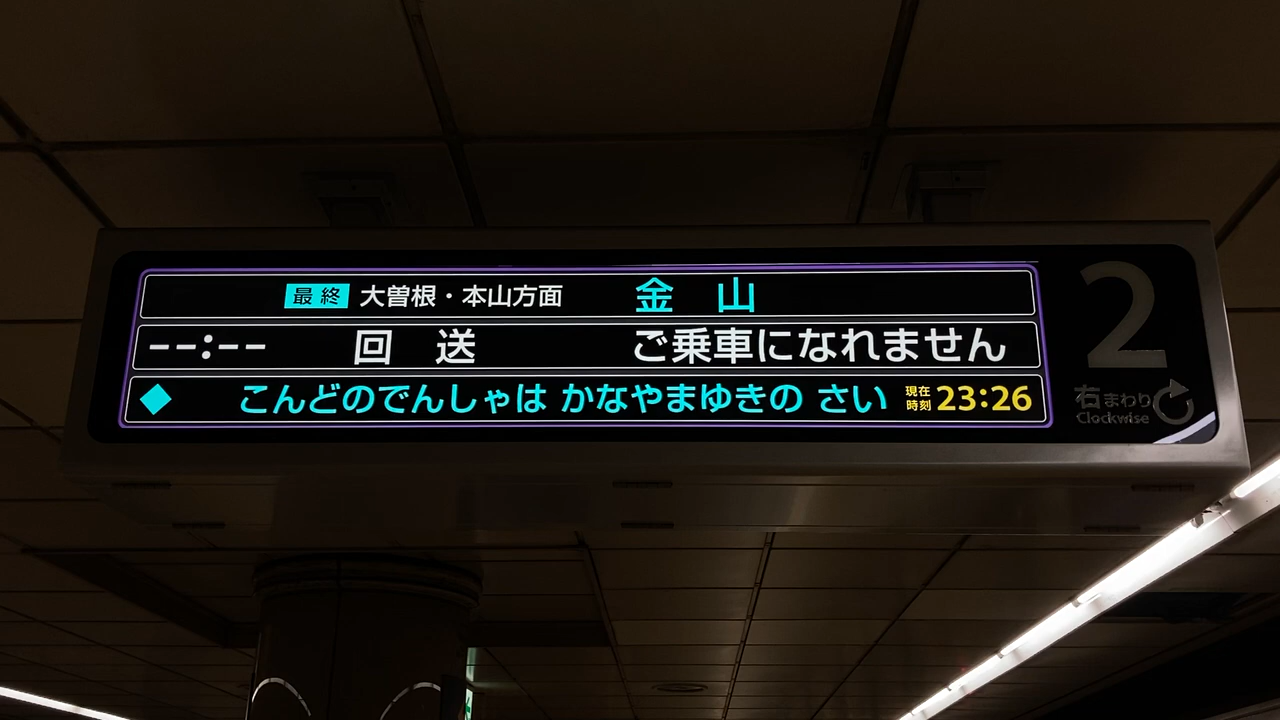 最終 大曽根・本山方面 金山
--:-- 回送 ご乗車になれません
◆ こんどのでんしゃは かなやまゆきの さい 現在時刻 23:26
2
右まわり
Clockwise